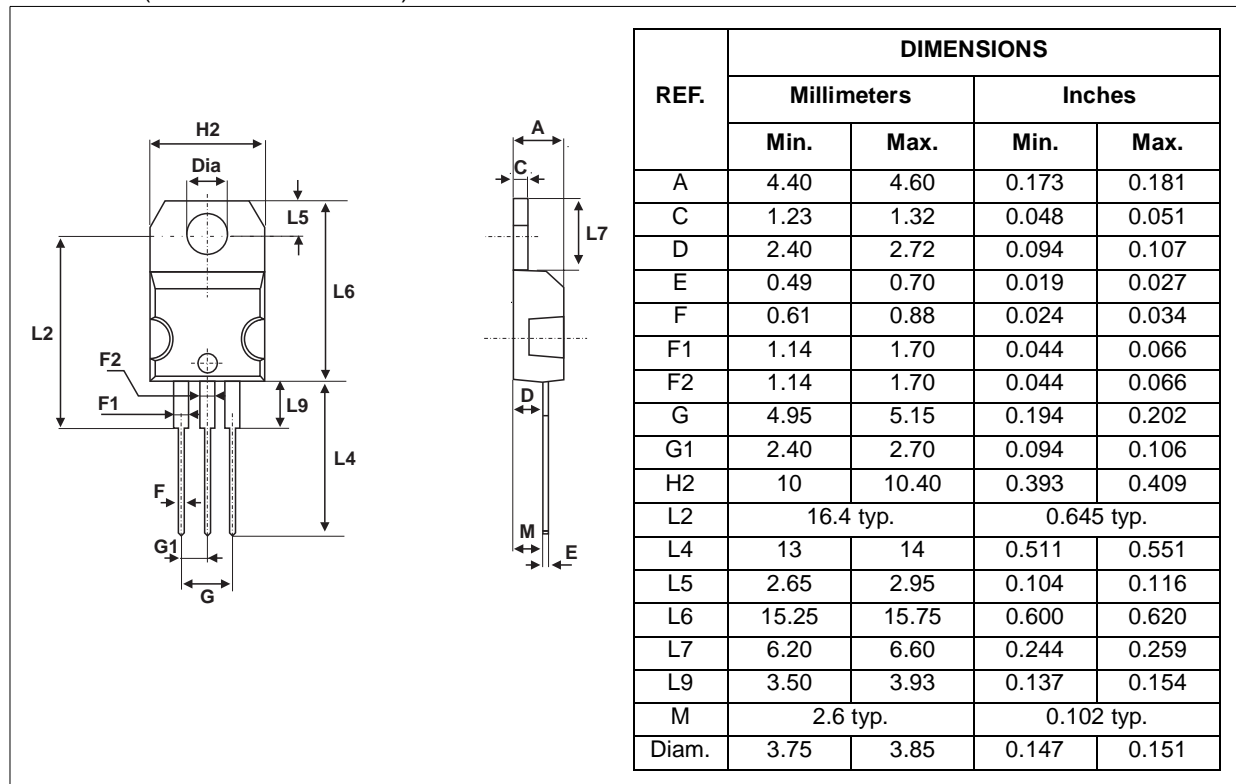 H2
Dia
L5
L6
L2
F2
F1
L9
L4
F
G1
G
A
C
L7
D
M
E
REF. DIMENSIONS
Millimeters Inches
Min. Max. Min. Max.
A 4.40 4.60 0.173 0.181
C 1.23 1.32 0.048 0.051
D 2.40 2.72 0.094 0.107
E 0.49 0.70 0.019 0.027
F 0.61 0.88 0.024 0.034
F1 1.14 1.70 0.044 0.066
F2 1.14 1.70 0.044 0.066
G 4.95 5.15 0.194 0.202
G1 2.40 2.70 0.094 0.106
H2 10 10.40 0.393 0.409
L2 16.4 typ. 0.645 typ.
L4 13 14 0.511 0.551
L5 2.65 2.95 0.104 0.116
L6 15.25 15.75 0.600 0.620
L7 6.20 6.60 0.244 0.259
L9 3.50 3.93 0.137 0.154
M 2.6 typ. 0.102 typ.
Diam. 3.75 3.85 0.147 0.151